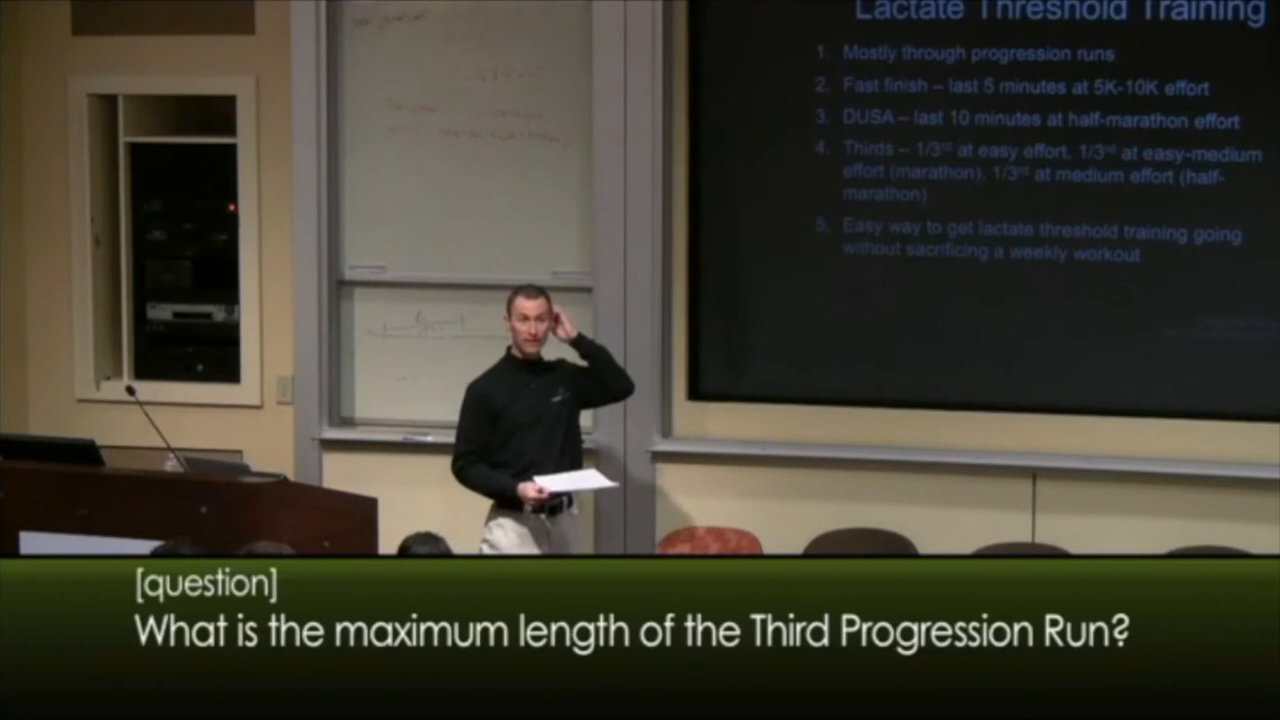 Lactate Threshold Training
1. Mostly through progression runs
2. Fast finish – last 5 minutes at 5K-10K effort
3. DUSA – last 10 minutes at half-marathon effort
4. Thirds – 1/3rd at easy effort, 1/3rd at easy-medium
effort (marathon), 1/3rd at medium effort (half-
marathon)
5. Easy way to get lactate threshold training going
without sacrificing a weekly workout
[question]
What is the maximum length of the Third Progression Run?